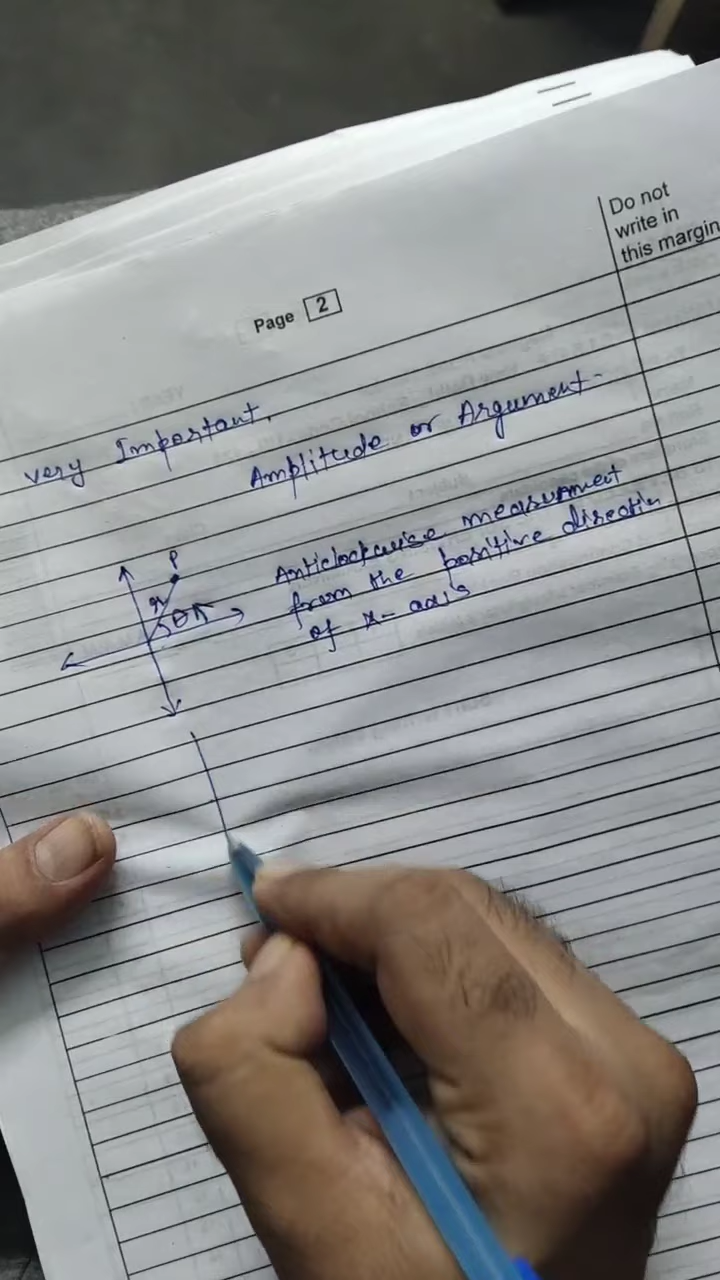 Do not
write in
this margin
Page 2
very Important.
Amplitude or Argument-
P
r
θ
Anticlockwise measurment
from the positive direction
of x- axis